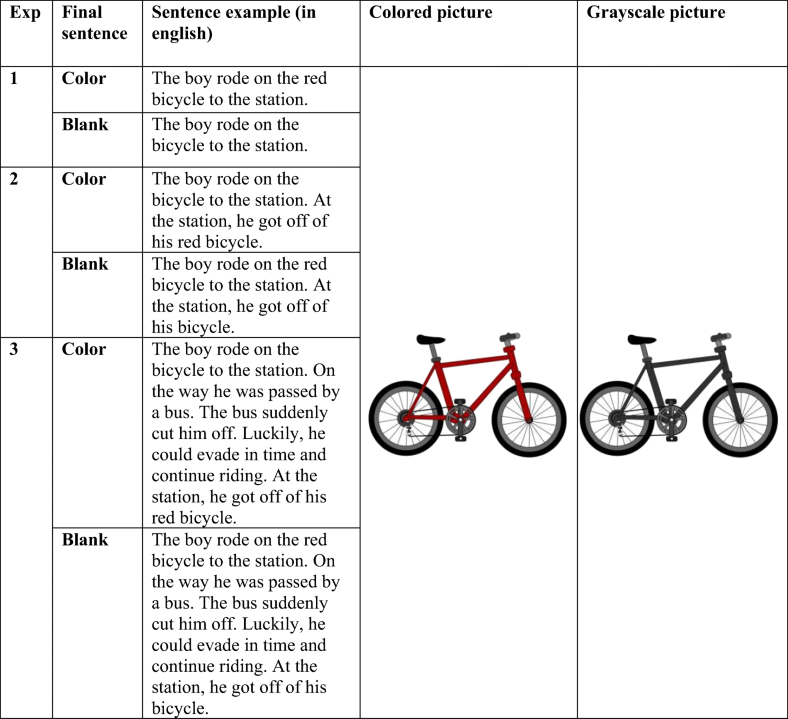 Exp Final sentence Sentence example (in english) Colored picture Grayscale picture
1 Color The boy rode on the red
bicycle to the station.
Blank The boy rode on the
bicycle to the station.
2 Color The boy rode on the
bicycle to the station. At
the station, he got off of
his red bicycle.
Blank The boy rode on the red
bicycle to the station. At
the station, he got off of
his bicycle.
3 Color The boy rode on the
bicycle to the station. On
the way he was passed by
a bus. The bus suddenly
cut him off. Luckily, he
could evade in time and
continue riding. At the
station, he got off of his
red bicycle.
Blank The boy rode on the red
bicycle to the station. On
the way he was passed by
a bus. The bus suddenly
cut him off. Luckily, he
could evade in time and
continue riding. At the
station, he got off of his
bicycle.